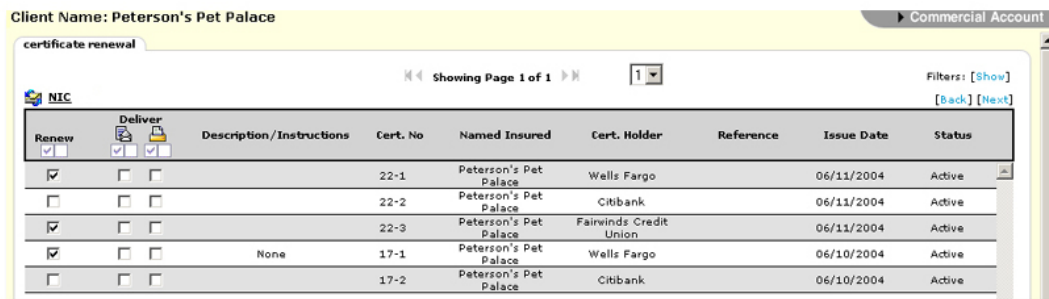 Client Name: Peterson's Pet Palace
Commercial Account
certificate renewal
Showing Page 1 of 1
1
Filters: [Show]
NIC
[Back] [Next]
Deliver
Renew Description/Instructions Cert. No Named Insured Cert. Holder Reference Issue Date Status
22-1 Peterson's Pet Palace Wells Fargo 06/11/2004 Active
22-2 Peterson's Pet Palace Citibank 06/11/2004 Active
22-3 Peterson's Pet Palace Fairwinds Credit Union 06/11/2004 Active
None 17-1 Peterson's Pet Palace Wells Fargo 06/10/2004 Active
17-2 Peterson's Pet Palace Citibank 06/10/2004 Active